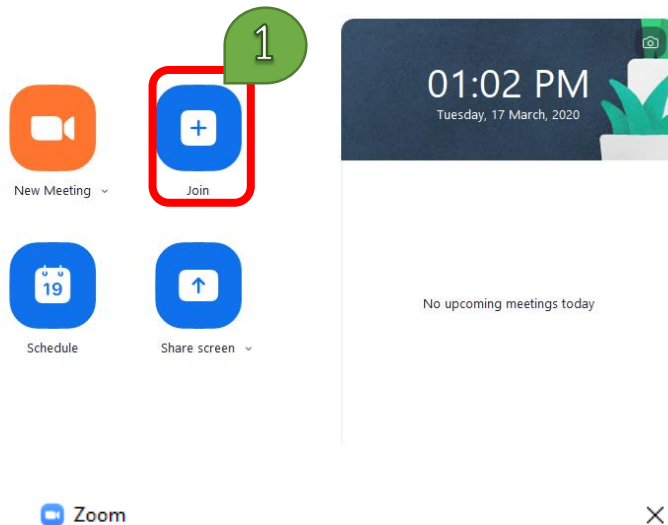 1
01:02 PM
Tuesday, 17 March, 2020
New Meeting
Join
19
Schedule
Share screen
No upcoming meetings today
Zoom